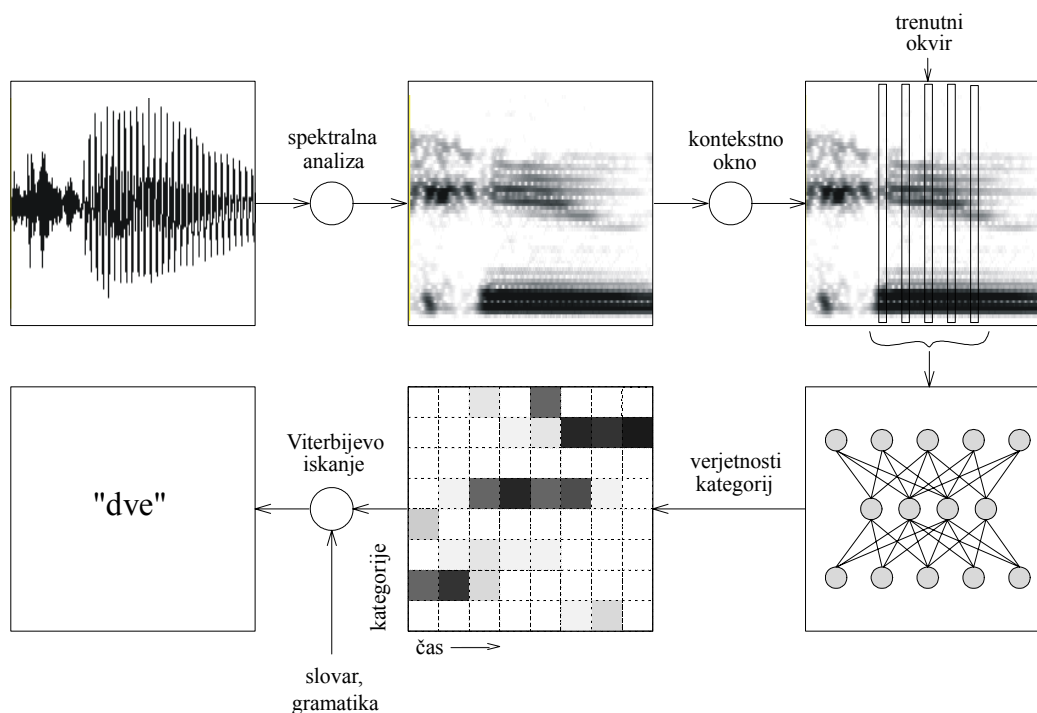 trenutni
okvir
spektralna
analiza
kontekstno
okno
"dve"
Viterbijevo
iskanje
verjetnosti
kategorij
kategorije
čas
slovar,
gramatika